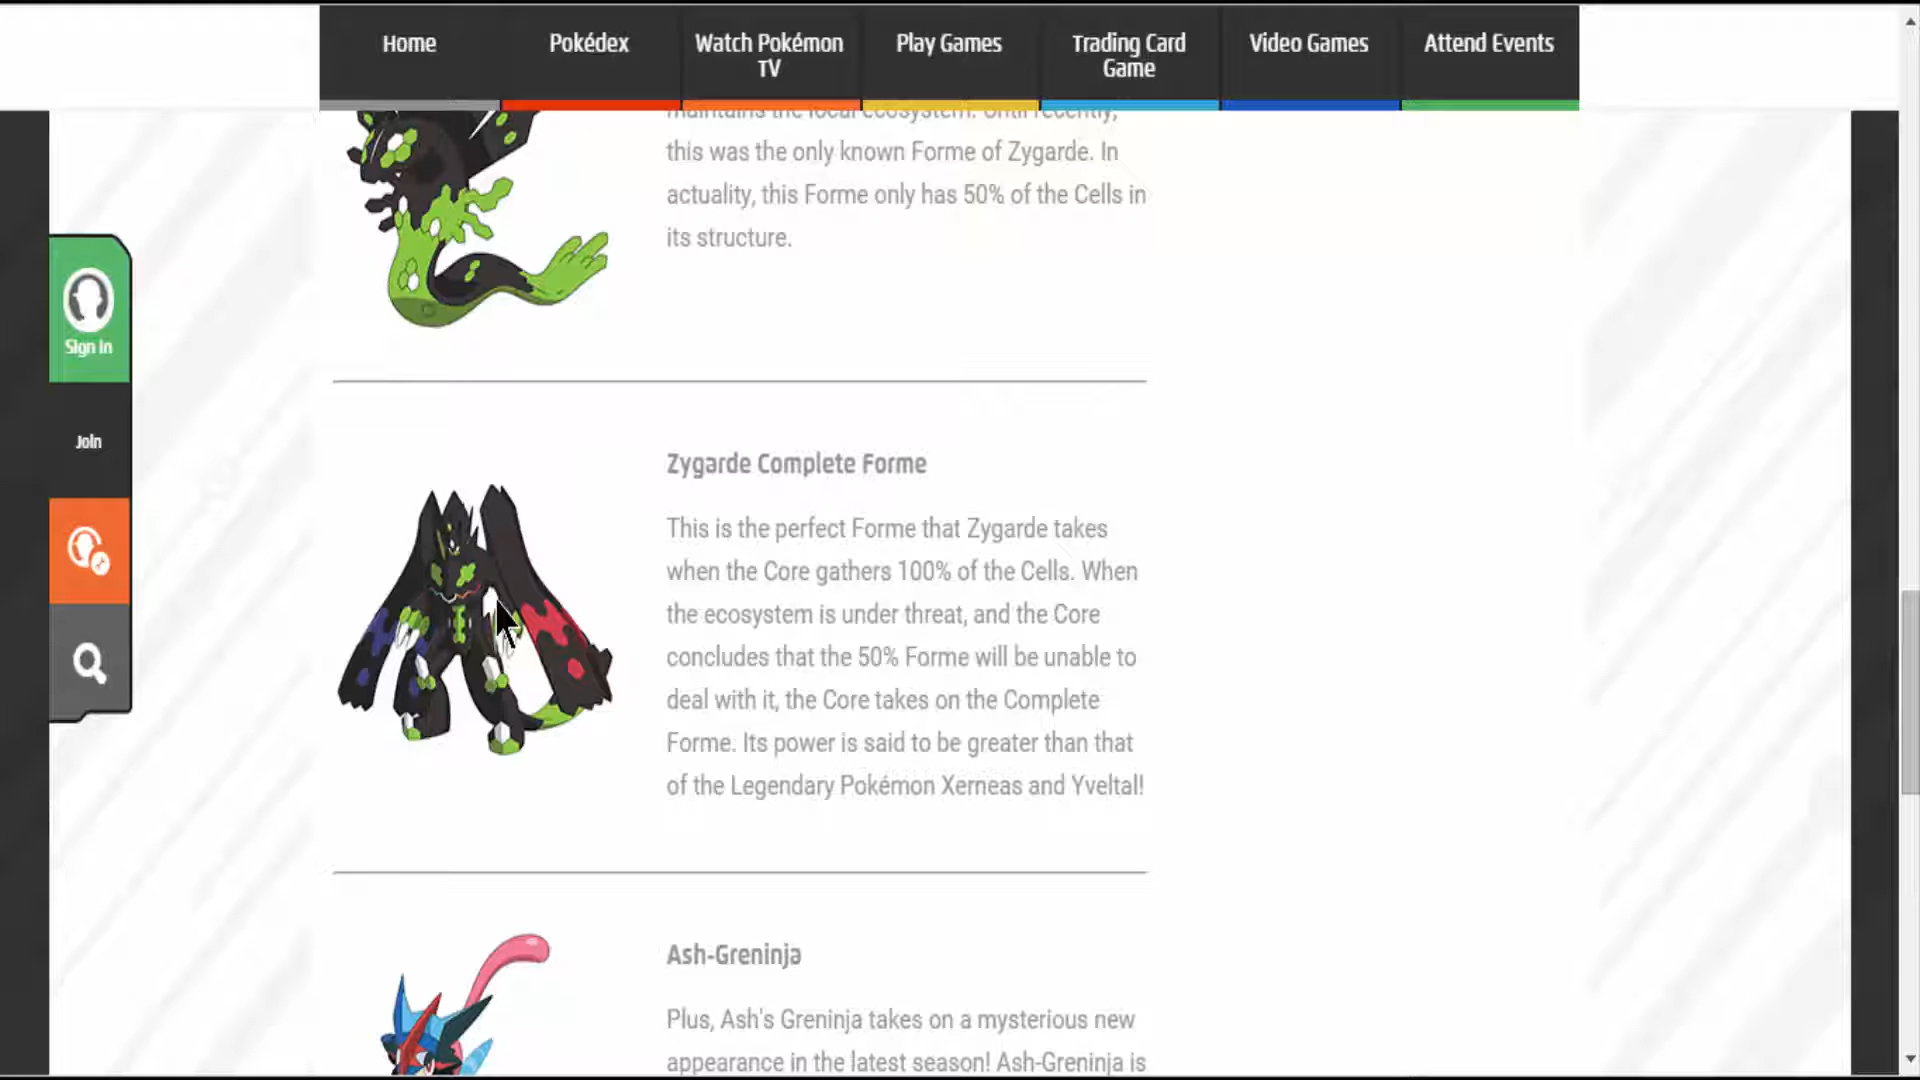 Home
Pokédex
Watch Pokémon
TV
Play Games
Trading Card
Game
Video Games
Attend Events
maintains the local ecosystem. Until recently,
this was the only known Forme of Zygarde. In
actuality, this Forme only has 50% of the Cells in
its structure.
Sign in
Join
Zygarde Complete Forme
This is the perfect Forme that Zygarde takes
when the Core gathers 100% of the Cells. When
the ecosystem is under threat, and the Core
concludes that the 50% Forme will be unable to
deal with it, the Core takes on the Complete
Forme. Its power is said to be greater than that
of the Legendary Pokémon Xerneas and Yveltal!
Ash-Greninja
Plus, Ash's Greninja takes on a mysterious new
appearance in the latest season! Ash-Greninja is